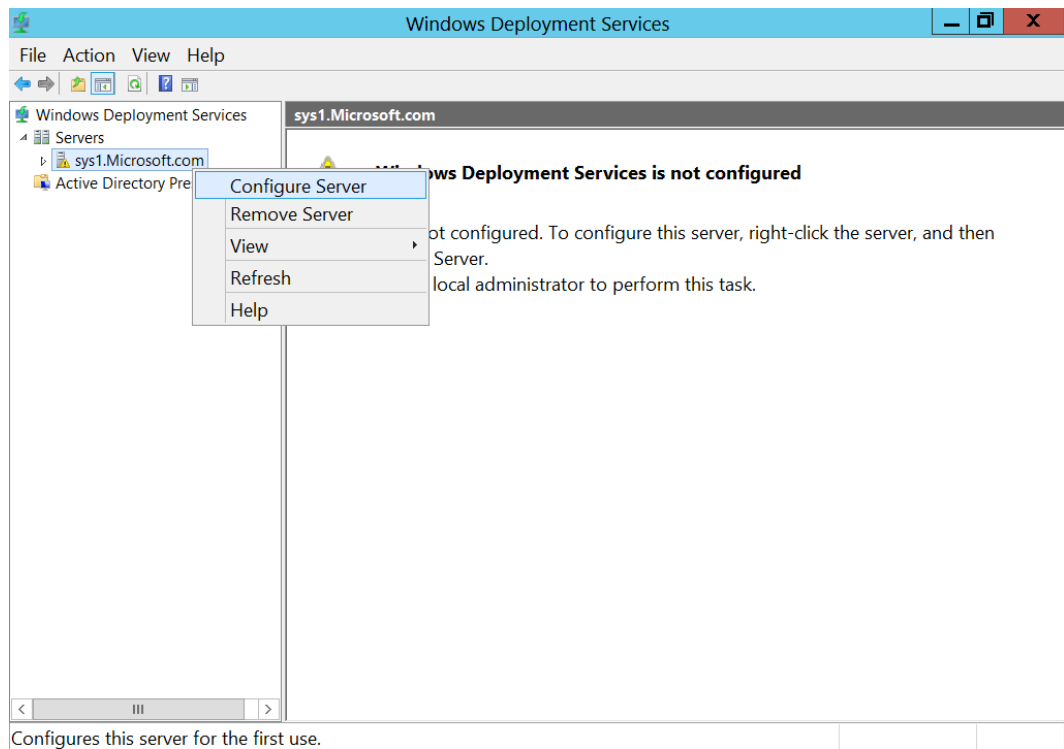 Windows Deployment Services
File Action View Help
Windows Deployment Services
Servers
sys1.Microsoft.com
Active Directory Pre
sys1.Microsoft.com
Configure Server
Remove Server
View
Refresh
Help
ows Deployment Services is not configured
ot configured. To configure this server, right-click the server, and then
Server.
local administrator to perform this task.
Configures this server for the first use.